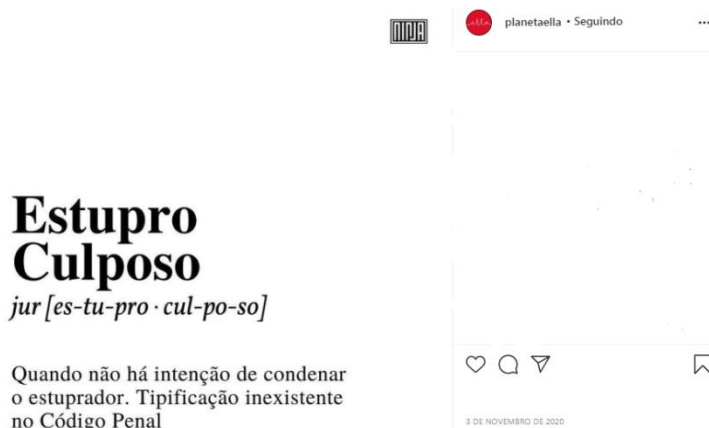 NINJA
planetaella • Seguindo
...
Estupro
Culposo
jur [es-tu-pro · cul-po-so]
Quando não há intenção de condenar
o estuprador. Tipificação inexistente
no Código Penal
3 DE NOVEMBRO DE 2020